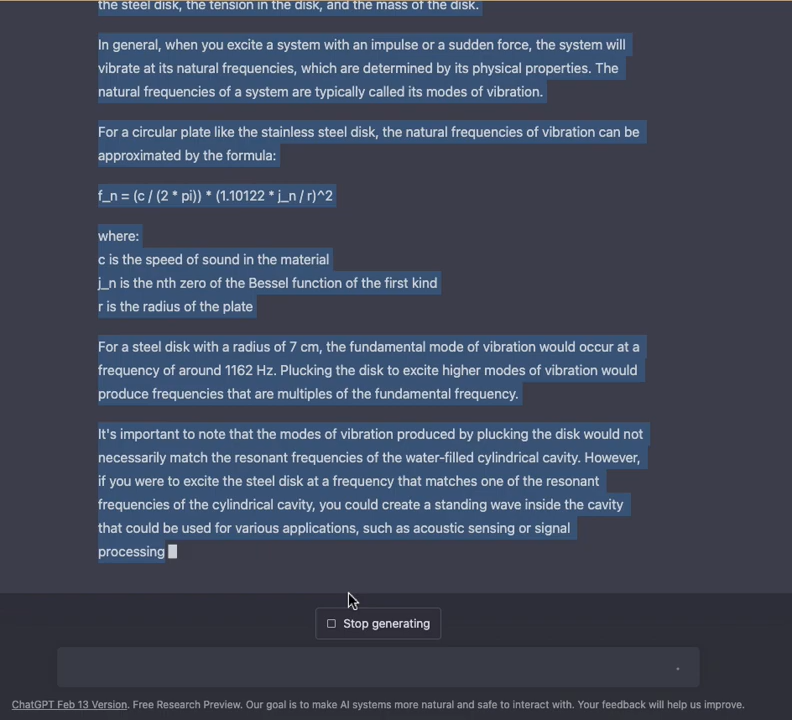 the steel disk, the tension in the disk, and the mass of the disk.
In general, when you excite a system with an impulse or a sudden force, the system will
vibrate at its natural frequencies, which are determined by its physical properties. The
natural frequencies of a system are typically called its modes of vibration.
For a circular plate like the stainless steel disk, the natural frequencies of vibration can be
approximated by the formula:
f_n = (c / (2 * pi)) * (1.10122 * j_n / r)^2
where:
c is the speed of sound in the material
j_n is the nth zero of the Bessel function of the first kind
r is the radius of the plate
For a steel disk with a radius of 7 cm, the fundamental mode of vibration would occur at a
frequency of around 1162 Hz. Plucking the disk to excite higher modes of vibration would
produce frequencies that are multiples of the fundamental frequency.
It's important to note that the modes of vibration produced by plucking the disk would not
necessarily match the resonant frequencies of the water-filled cylindrical cavity. However,
if you were to excite the steel disk at a frequency that matches one of the resonant
frequencies of the cylindrical cavity, you could create a standing wave inside the cavity
that could be used for various applications, such as acoustic sensing or signal
processing
Stop generating
ChatGPT Feb 13 Version. Free Research Preview. Our goal is to make AI systems more natural and safe to interact with. Your feedback will help us improve.